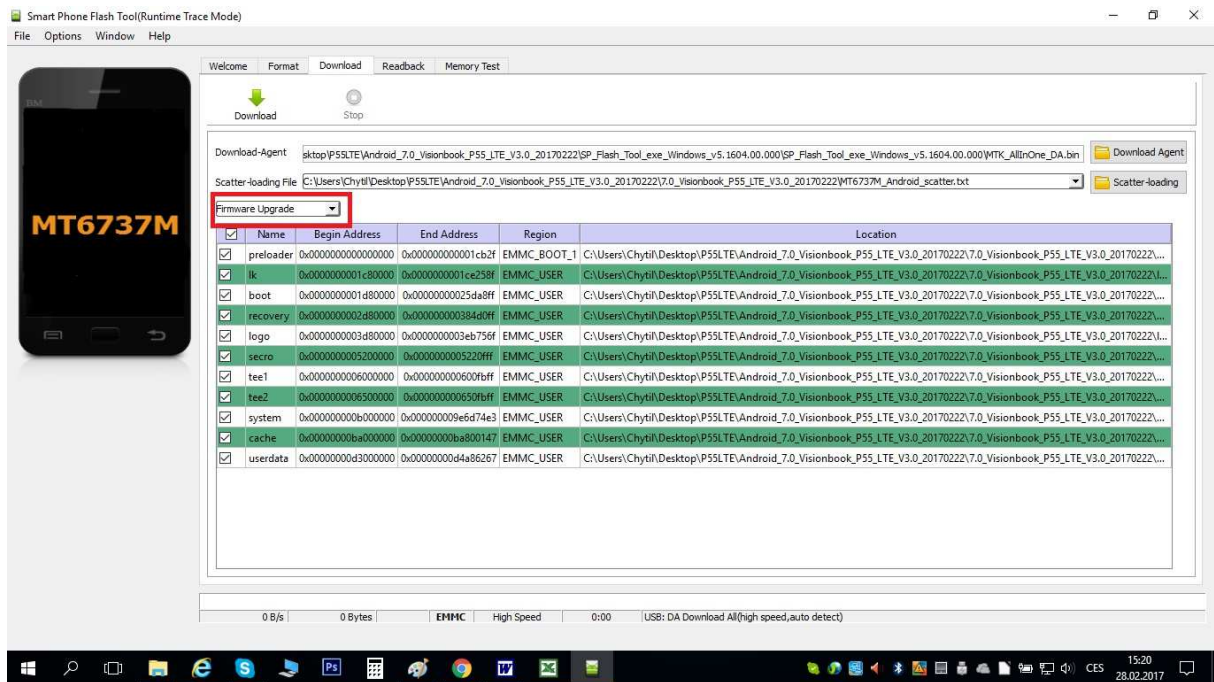 Smart Phone Flash Tool(Runtime Trace Mode)
File Options Window Help
Welcome Format Download Readback Memory Test
BM
Download Stop
Download-Agent sktop\P55LTE\Android_7.0_Visionbook_P55_LTE_V3.0_20170222\SP_Flash_Tool_exe_Windows_v5.1604.00.000\SP_Flash_Tool_exe_Windows_v5.1604.00.000\MTK_AllInOne_DA.bin Download Agent
Scatter-loading File C:\Users\Chytil\Desktop\P55LTE\Android_7.0_Visionbook_P55_LTE_V3.0_20170222\7.0_Visionbook_P55_LTE_V3.0_20170222\MT6737M_Android_scatter.txt Scatter-loading
MT6737M
Firmware Upgrade
Name Begin Address End Address Region Location
preloader 0x0000000000000000 0x000000000001cb2f EMMC_BOOT_1 C:\Users\Chytil\Desktop\P55LTE\Android_7.0_Visionbook_P55_LTE_V3.0_20170222\7.0_Visionbook_P55_LTE_V3.0_20170222\...
lk 0x0000000001c80000 0x0000000001ce258f EMMC_USER C:\Users\Chytil\Desktop\P55LTE\Android_7.0_Visionbook_P55_LTE_V3.0_20170222\7.0_Visionbook_P55_LTE_V3.0_20170222\l...
boot 0x0000000001d80000 0x00000000025da8ff EMMC_USER C:\Users\Chytil\Desktop\P55LTE\Android_7.0_Visionbook_P55_LTE_V3.0_20170222\7.0_Visionbook_P55_LTE_V3.0_20170222\...
recovery 0x0000000002d80000 0x000000000384d0ff EMMC_USER C:\Users\Chytil\Desktop\P55LTE\Android_7.0_Visionbook_P55_LTE_V3.0_20170222\7.0_Visionbook_P55_LTE_V3.0_20170222\...
logo 0x0000000003d80000 0x0000000003eb756f EMMC_USER C:\Users\Chytil\Desktop\P55LTE\Android_7.0_Visionbook_P55_LTE_V3.0_20170222\7.0_Visionbook_P55_LTE_V3.0_20170222\l...
secro 0x0000000005200000 0x0000000005220fff EMMC_USER C:\Users\Chytil\Desktop\P55LTE\Android_7.0_Visionbook_P55_LTE_V3.0_20170222\7.0_Visionbook_P55_LTE_V3.0_20170222\...
tee1 0x0000000006000000 0x000000000600fbff EMMC_USER C:\Users\Chytil\Desktop\P55LTE\Android_7.0_Visionbook_P55_LTE_V3.0_20170222\7.0_Visionbook_P55_LTE_V3.0_20170222\...
tee2 0x0000000006500000 0x000000000650fbff EMMC_USER C:\Users\Chytil\Desktop\P55LTE\Android_7.0_Visionbook_P55_LTE_V3.0_20170222\7.0_Visionbook_P55_LTE_V3.0_20170222\...
system 0x000000000b000000 0x000000009e6d74e3 EMMC_USER C:\Users\Chytil\Desktop\P55LTE\Android_7.0_Visionbook_P55_LTE_V3.0_20170222\7.0_Visionbook_P55_LTE_V3.0_20170222\...
cache 0x00000000ba000000 0x00000000ba800147 EMMC_USER C:\Users\Chytil\Desktop\P55LTE\Android_7.0_Visionbook_P55_LTE_V3.0_20170222\7.0_Visionbook_P55_LTE_V3.0_20170222\...
userdata 0x00000000d3000000 0x00000000d4a86267 EMMC_USER C:\Users\Chytil\Desktop\P55LTE\Android_7.0_Visionbook_P55_LTE_V3.0_20170222\7.0_Visionbook_P55_LTE_V3.0_20170222\...
0 B/s 0 Bytes EMMC High Speed 0:00 USB: DA Download All(high speed,auto detect)
Ps
CES 15:20
28.02.2017